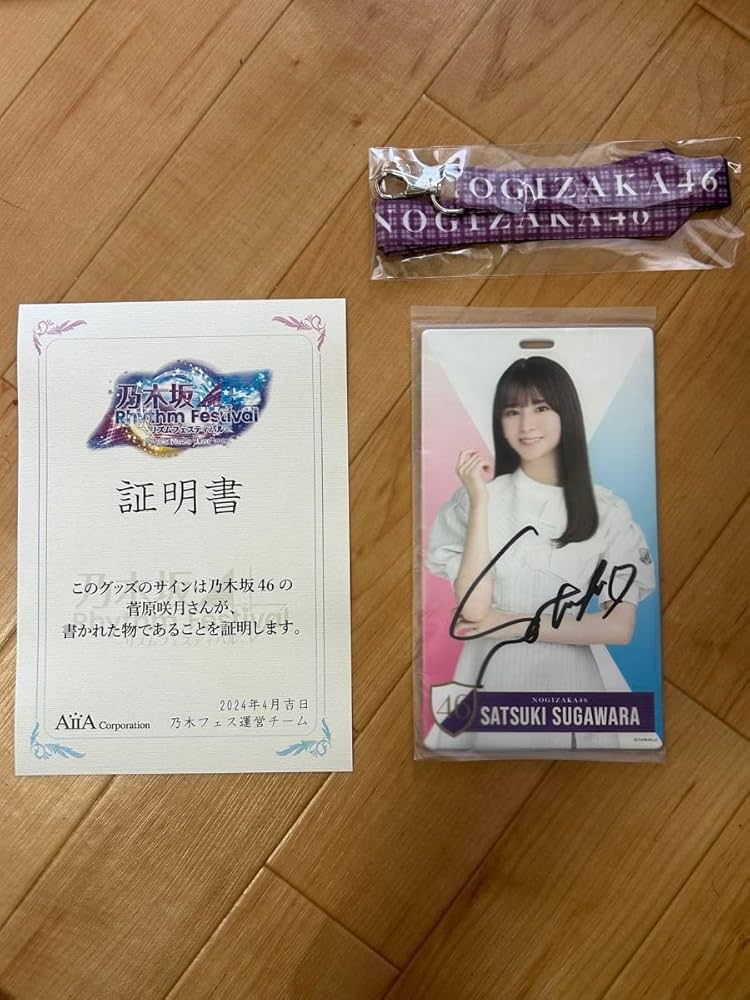 NOGIZAKA46
NOGIZAKA46
乃木坂
Rhythm Festival
リズムフェスティバル
証明書
このグッズのサインは乃木坂46の
菅原咲月さんが、
書かれた物であることを証明します。
2024年4月吉日
AiiA Corporation 乃木フェス運営チーム
46
NOGIZAKA46
SATSUKI SUGAWARA